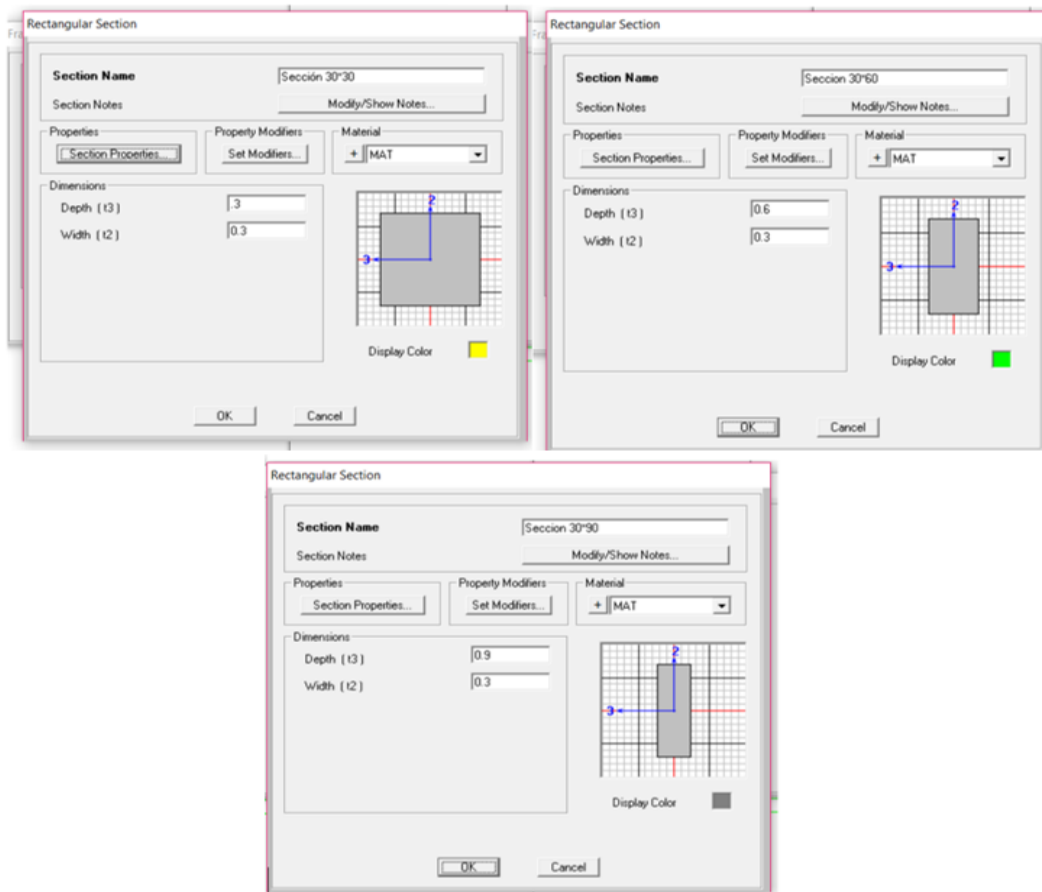 Rectangular Section
Section Name
Sección 30*30
Section Notes
Modify/Show Notes...
Properties
Section Properties...
Property Modifiers
Set Modifiers...
Material
+ MAT
Dimensions
Depth ( t3 )
.3
Width ( t2 )
0.3
2
3
Display Color
OK
Cancel
Fra
Rectangular Section
Section Name
Seccion 30*60
Section Notes
Modify/Show Notes...
Properties
Section Properties...
Property Modifiers
Set Modifiers...
Material
+ MAT
Dimensions
Depth ( t3 )
0.6
Width ( t2 )
0.3
2
3
Display Color
OK
Cancel
Rectangular Section
Section Name
Seccion 30*90
Section Notes
Modify/Show Notes...
Properties
Section Properties...
Property Modifiers
Set Modifiers...
Material
+ MAT
Dimensions
Depth ( t3 )
0.9
Width ( t2 )
0.3
2
3
Display Color
OK
Cancel